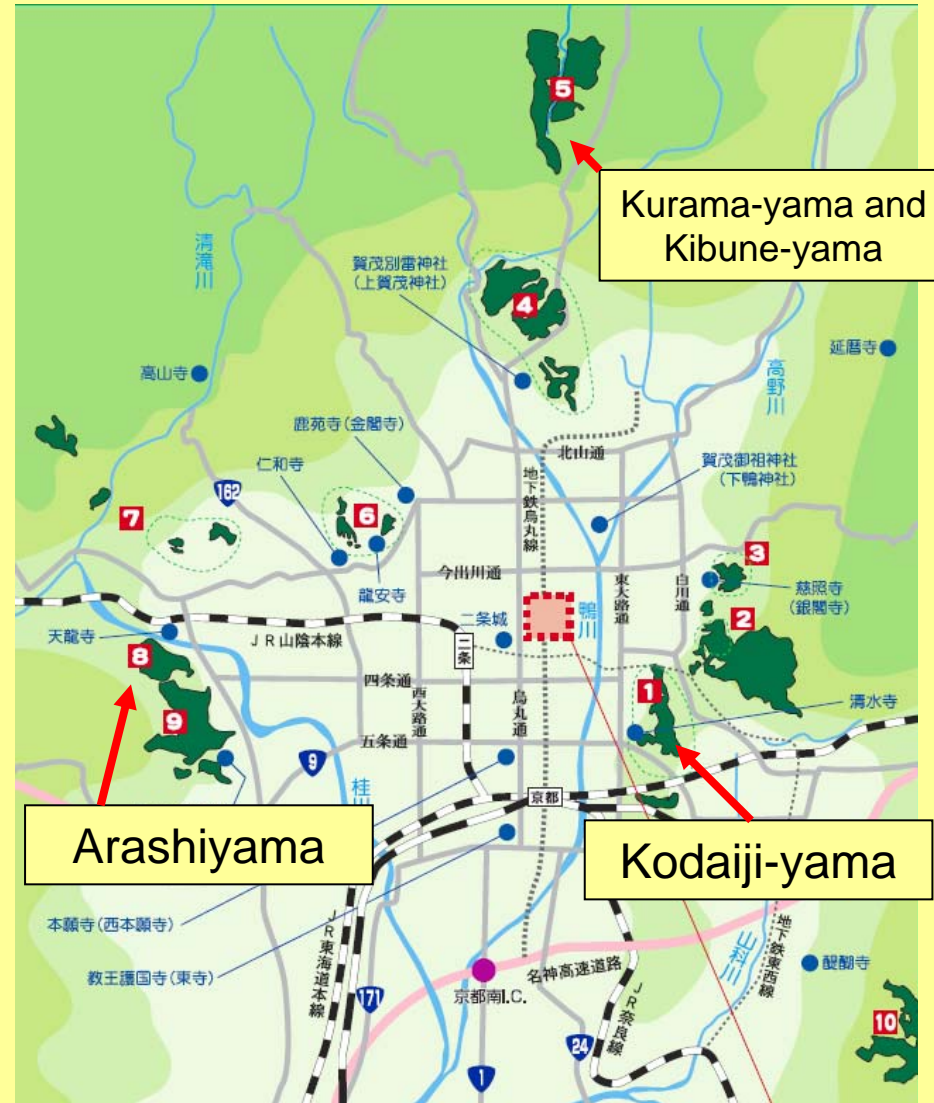 5
Kurama-yama and
Kibune-yama
清滝川
賀茂別雷神社
(上賀茂神社)
4
延暦寺
高山寺
高野川
鹿苑寺(金閣寺)
北山通
仁和寺
地下鉄烏丸線
賀茂御祖神社
(下鴨神社)
162
7
6
3
今出川通
東大路通
白川通
慈照寺
(銀閣寺)
龍安寺
鴨川
二条城
2
天龍寺
JR山陰本線
二条
8
四条通
1
西大路通
烏丸通
清水寺
9
五条通
9
桂川
京都
Arashiyama
Kodaiji-yama
本願寺(西本願寺)
JR東海道本線
山科川
地下鉄東西線
教王護国寺(東寺)
名神高速道路
醍醐寺
171
京都南I.C.
JR奈良線
10
24
1